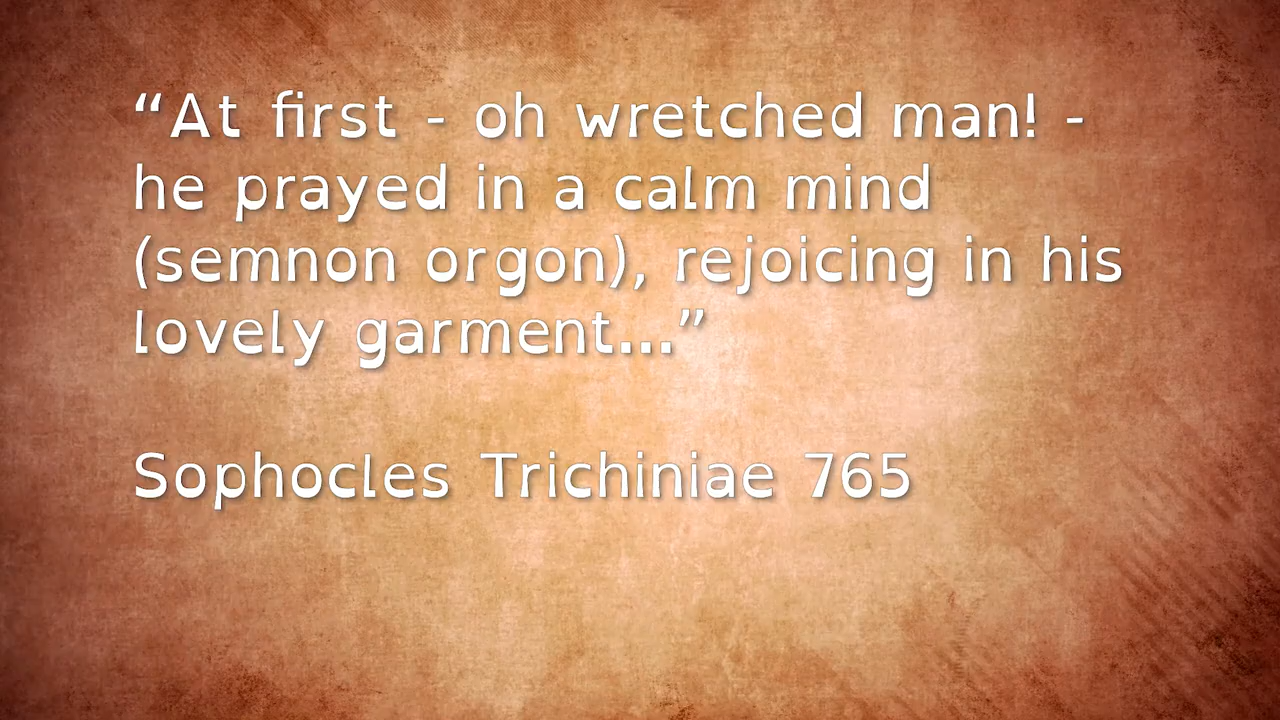 “At first - oh wretched man! -
he prayed in a calm mind
(semnon orgon), rejoicing in his
lovely garment...”
Sophocles Trichiniae 765